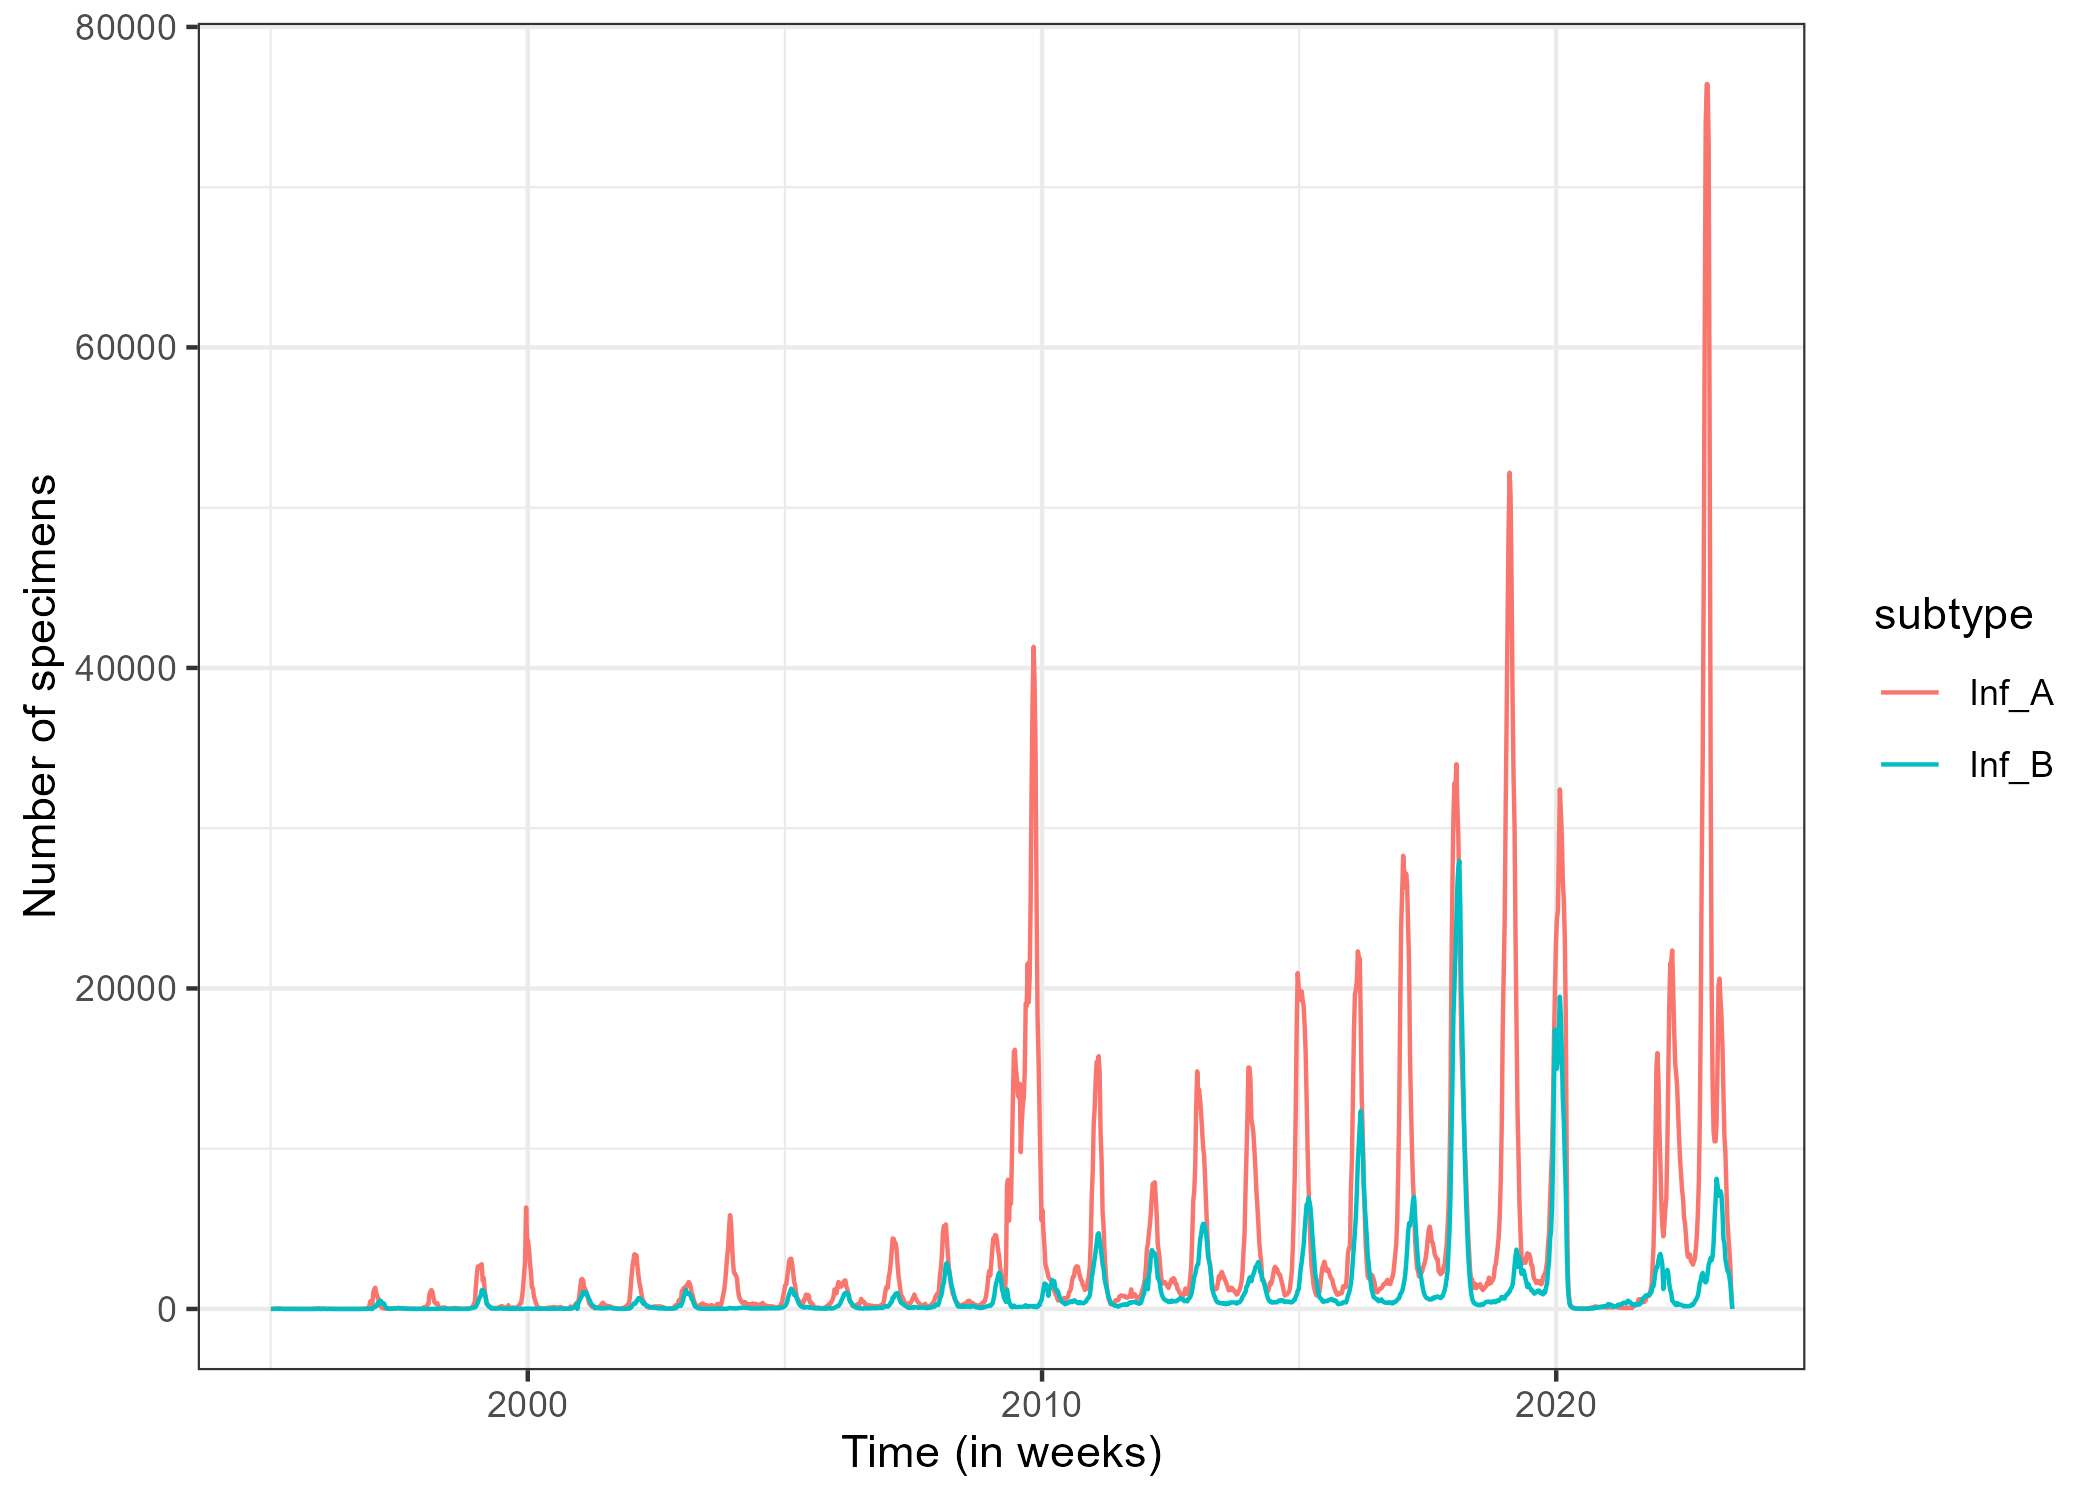 80000
60000
40000
20000
0
Number of specimens
2000
2010
2020
Time (in weeks)
subtype
Inf_A
Inf_B